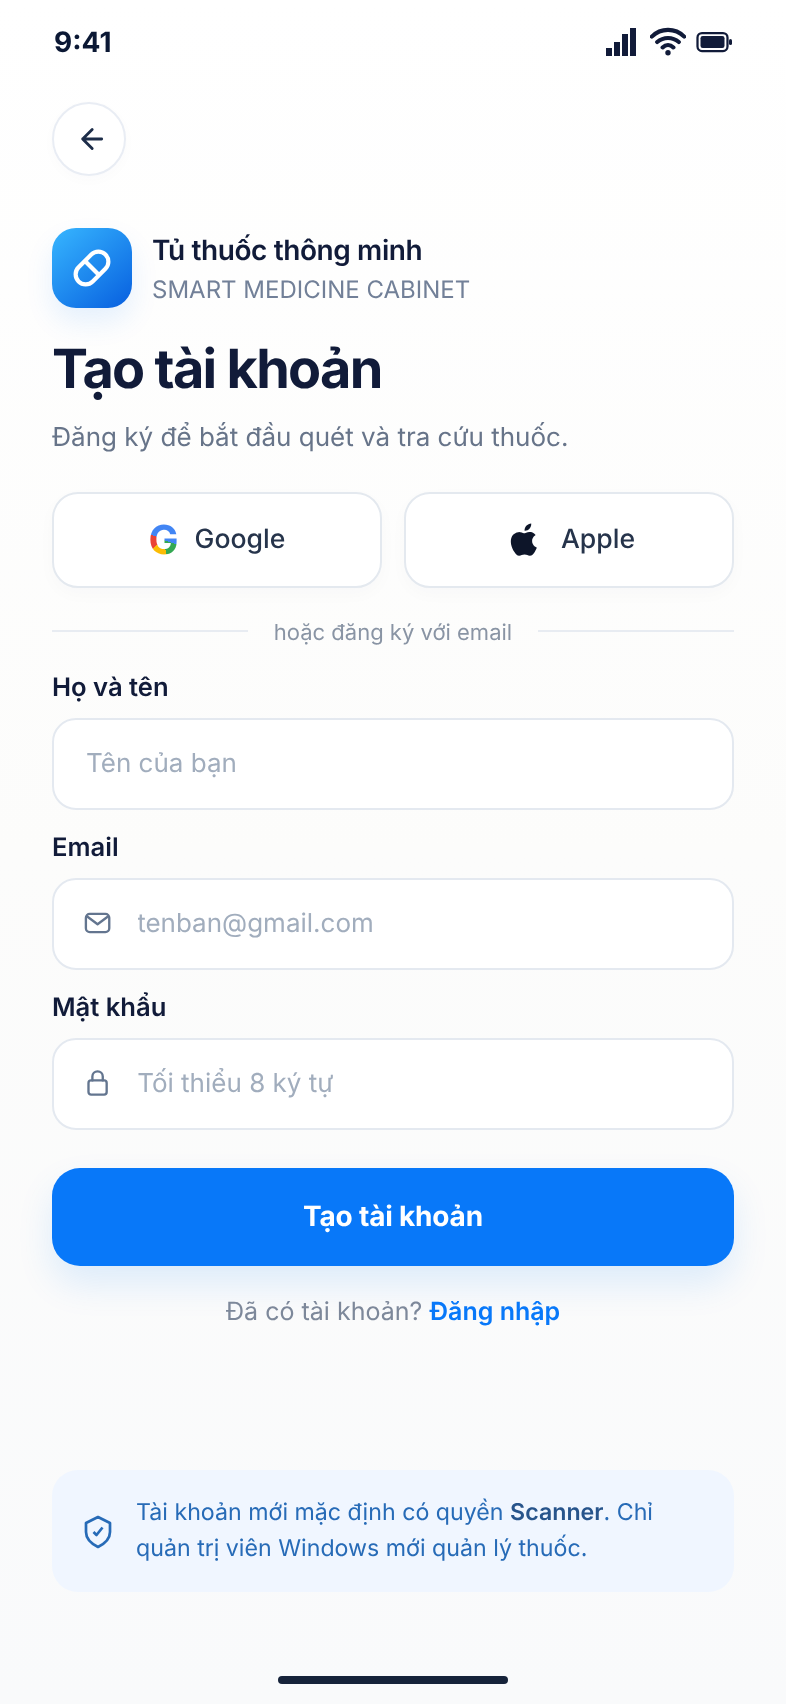 9:41
Tủ thuốc thông minh
SMART MEDICINE CABINET
Tạo tài khoản
Đăng ký để bắt đầu quét và tra cứu thuốc.
Google
Apple
hoặc đăng ký với email
Họ và tên
Tên của bạn
Email
tenban@gmail.com
Mật khẩu
Tối thiểu 8 ký tự
Tạo tài khoản
Đã có tài khoản? Đăng nhập
Tài khoản mới mặc định có quyền Scanner. Chỉ
quản trị viên Windows mới quản lý thuốc.